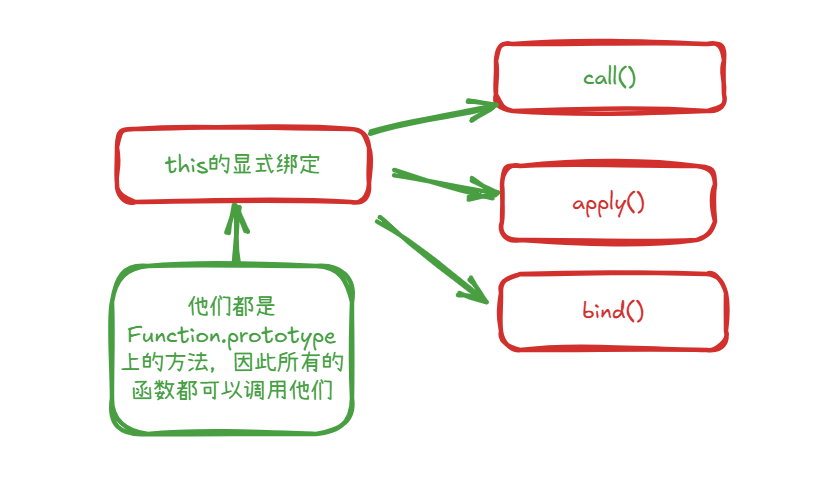 call()
this的显式绑定
apply()
bind()
他们都是
Function.prototype
上的方法，因此所有的
函数都可以调用他们